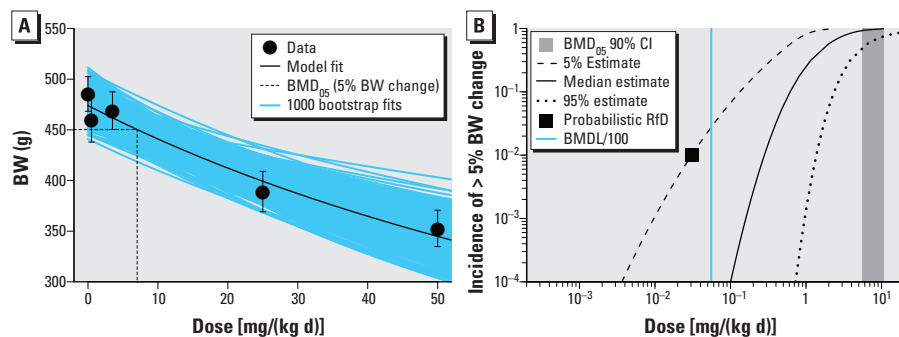 A
550
500
450
400
350
300
BW (g)
0
10
20
30
40
50
Dose [mg/(kg d)]
Data
Model fit
BMD₀₅ (5% BW change)
1000 bootstrap fits
B
1
10⁻¹
10⁻²
10⁻³
10⁻⁴
Incidence of > 5% BW change
10⁻³
10⁻²
10⁻¹
1
10¹
Dose [mg/(kg d)]
BMD₀₅ 90% CI
5% Estimate
Median estimate
95% estimate
Probabilistic RfD
BMDL/100